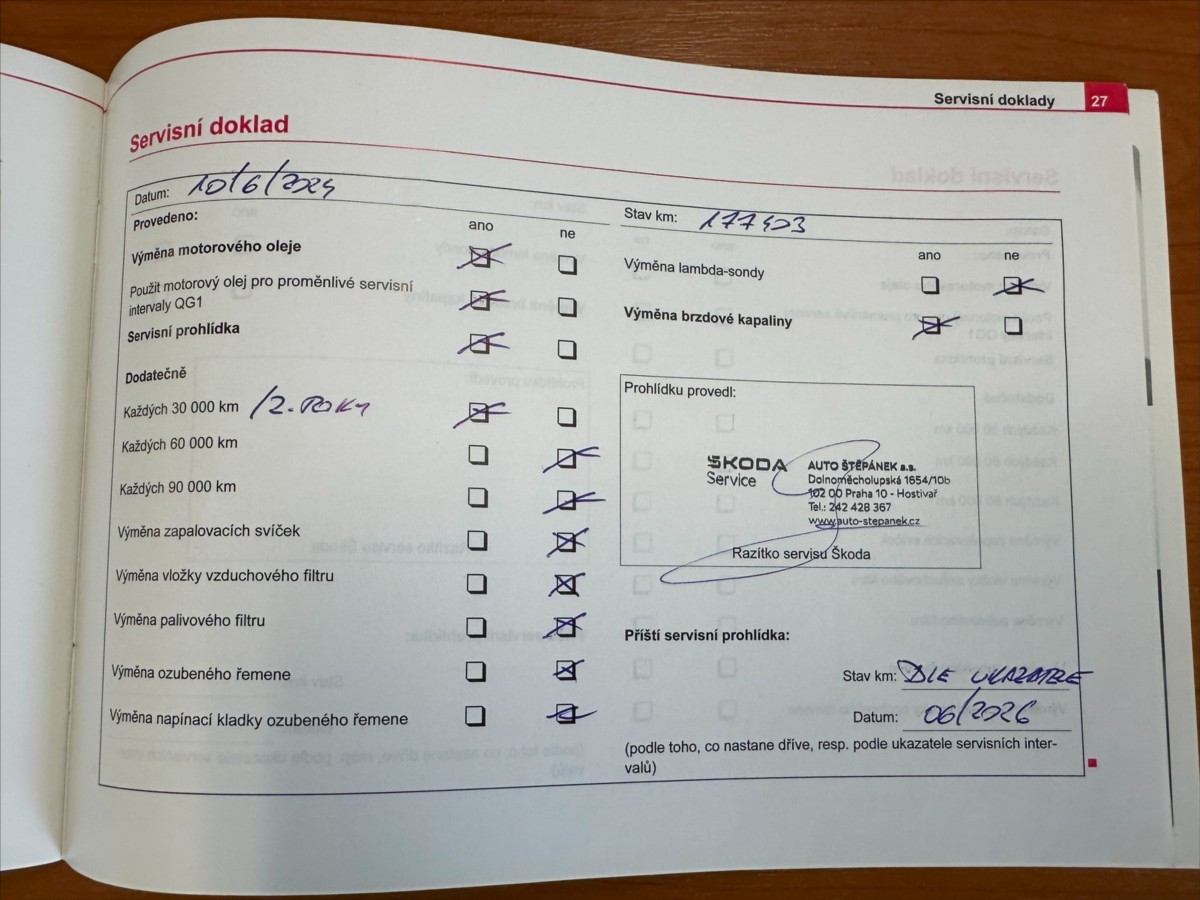 Servisní doklady 27
Servisní doklad
Datum: 10/6/2024
Stav km:
Provedeno:
ano ne
Výměna motorového oleje
Použit motorový olej pro proměnlivé servisní
intervaly QG1
Servisní prohlídka
Dodatečně
Každých 30 000 km /2. ROKY
Každých 60 000 km
Každých 90 000 km
Výměna zapalovacích svíček
Výměna vložky vzduchového filtru
Výměna palivového filtru
Výměna ozubeného řemene
Výměna napínací kladky ozubeného řemene
ano ne
Výměna lambda-sondy
Výměna brzdové kapaliny
Prohlídku provedl:
ŠKODA
Service
AUTO ŠTĚPÁNEK a.s.
Dolnoměcholupská 1654/10b
102 00 Praha 10 - Hostivař
Tel.: 242 428 367
www.auto-stepanek.cz
Razítko servisu Škoda
Příští servisní prohlídka:
Stav km: DLE UKAZATELE
Datum: 06/2026
(podle toho, co nastane dříve, resp. podle ukazatele servisních inter-
valů)